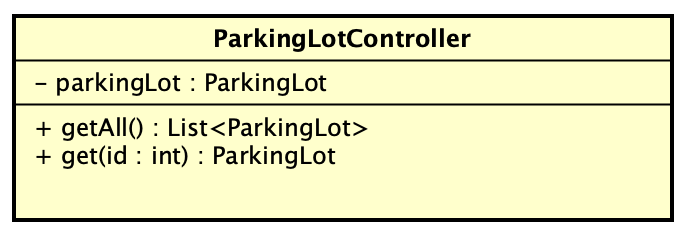 ParkingLotController
- parkingLot : ParkingLot
+ getAll() : List<ParkingLot>
+ get(id : int) : ParkingLot